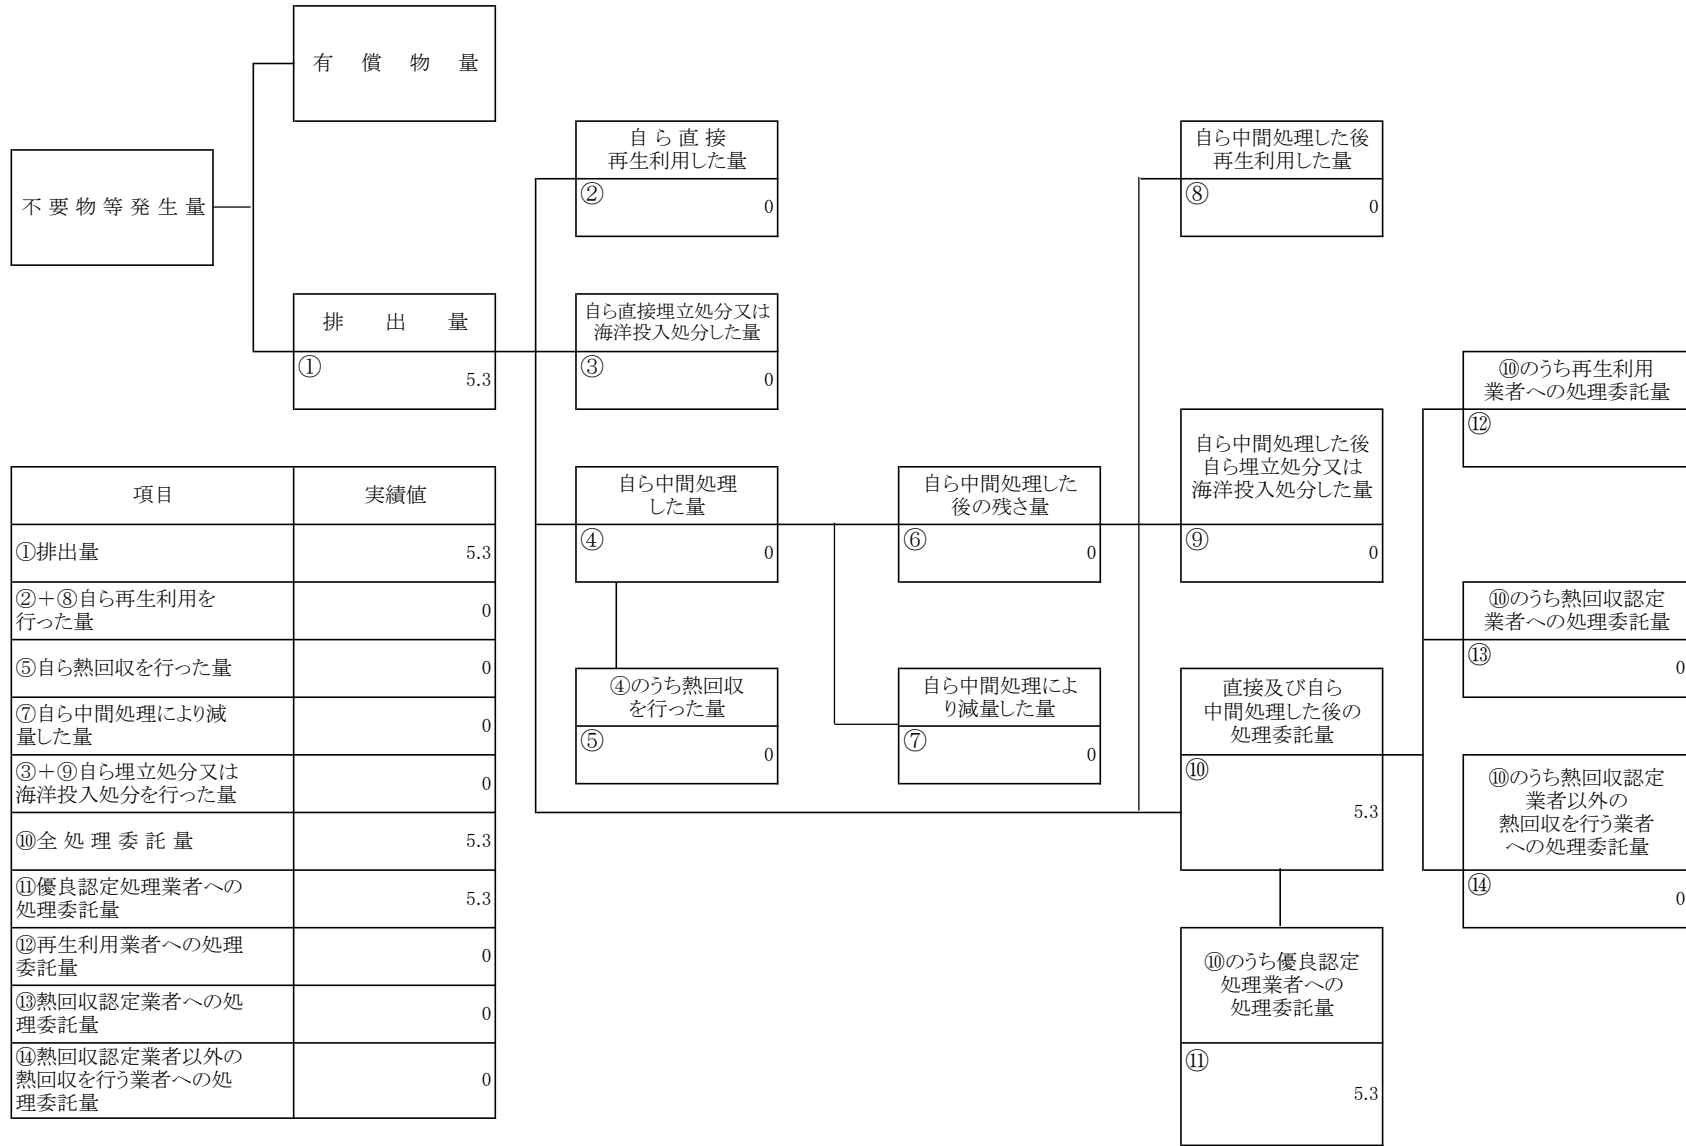 有　償　物　量
不 要 物 等 発 生 量
排　出　量
①
5.3
自 ら 直 接
再生利用した量
②
0
自ら直接埋立処分又は
海洋投入処分した量
③
0
自ら中間処理
した量
④
0
④のうち熱回収
を行った量
⑤
0
自ら中間処理した
後の残さ量
⑥
0
自ら中間処理によ
り減量した量
⑦
0
自ら中間処理した後
再生利用した量
⑧
0
自ら中間処理した後
自ら埋立処分又は
海洋投入処分した量
⑨
0
直接及び自ら
中間処理した後の
処理委託量
⑩
5.3
⑩のうち優良認定
処理業者への
処理委託量
⑪
5.3
⑩のうち再生利用
業者への処理委託量
⑫
⑩のうち熱回収認定
業者への処理委託量
⑬
0
⑩のうち熱回収認定
業者以外の
熱回収を行う業者
への処理委託量
⑭
0
項目　実績値
①排出量　5.3
②＋⑧自ら再生利用を
行った量　0
⑤自ら熱回収を行った量　0
⑦自ら中間処理により減
量した量　0
③＋⑨自ら埋立処分又は
海洋投入処分を行った量　0
⑩全 処 理 委 託 量　5.3
⑪優良認定処理業者への
処理委託量　5.3
⑫再生利用業者への処理
委託量　0
⑬熱回収認定業者への処
理委託量　0
⑭熱回収認定業者以外の
熱回収を行う業者への処
理委託量　0